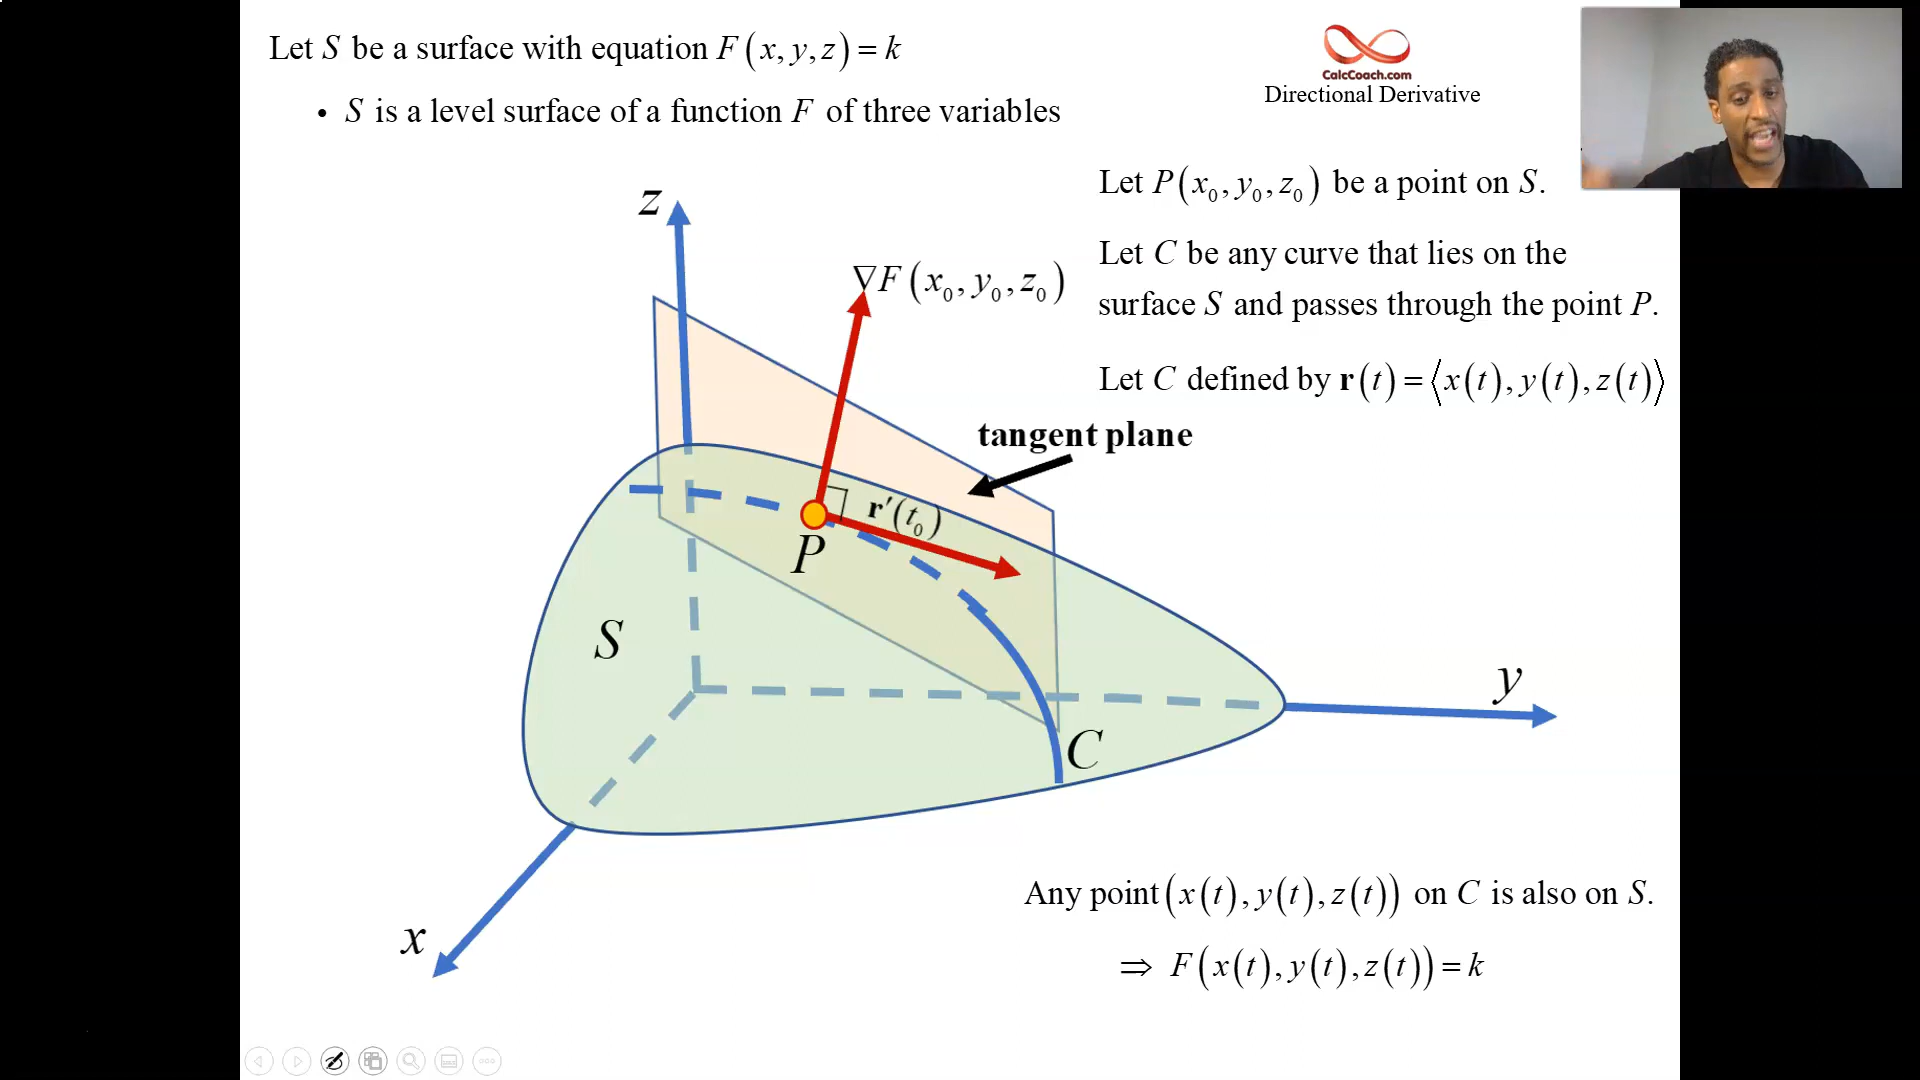 Let S be a surface with equation F(x, y, z) = k
• S is a level surface of a function F of three variables
CalcCoach.com
Directional Derivative
Let P(x₀, y₀, z₀) be a point on S.
Let C be any curve that lies on the
surface S and passes through the point P.
Let C defined by r(t) = ⟨x(t), y(t), z(t)⟩
z
∇F(x₀, y₀, z₀)
tangent plane
r′(t₀)
P
S
y
C
x
Any point (x(t), y(t), z(t)) on C is also on S.
⇒ F(x(t), y(t), z(t)) = k